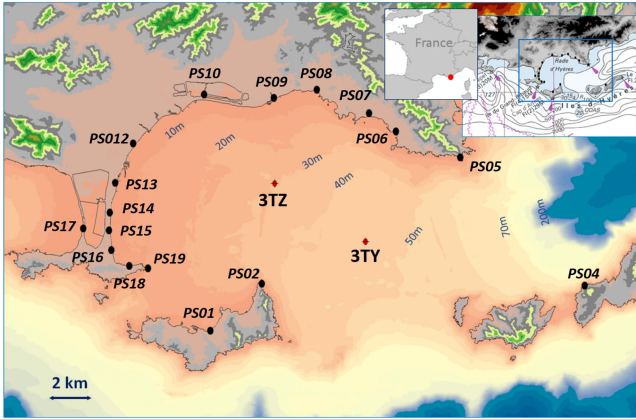 France
Rade
d'Hyères
PS10
PS09
PS08
PS07
PS06
PS05
PS012
10m
20m
30m
40m
50m
70m
200m
PS13
PS14
PS15
PS16
PS17
PS18
PS19
3TZ
3TY
PS02
PS01
PS04
2 km